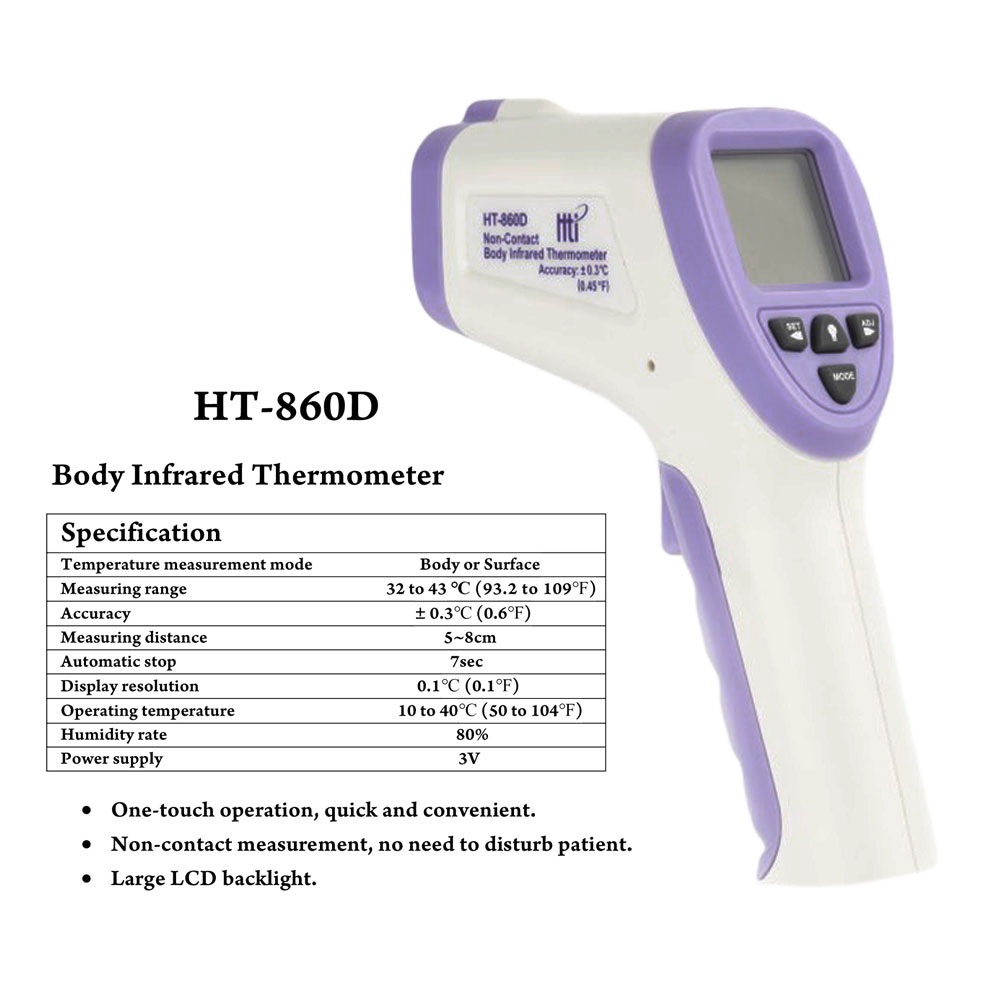 HT-860D
Hti
Non-Contact
Body Infrared Thermometer
Accuracy: ±0.3℃
(0.45°F)
SET
ADJ
MODE
HT-860D
Body Infrared Thermometer
Specification
Temperature measurement mode Body or Surface
Measuring range 32 to 43 ℃ (93.2 to 109°F)
Accuracy ± 0.3℃ (0.6°F)
Measuring distance 5~8cm
Automatic stop 7sec
Display resolution 0.1℃ (0.1°F)
Operating temperature 10 to 40℃ (50 to 104°F)
Humidity rate 80%
Power supply 3V
• One-touch operation, quick and convenient.
• Non-contact measurement, no need to disturb patient.
• Large LCD backlight.